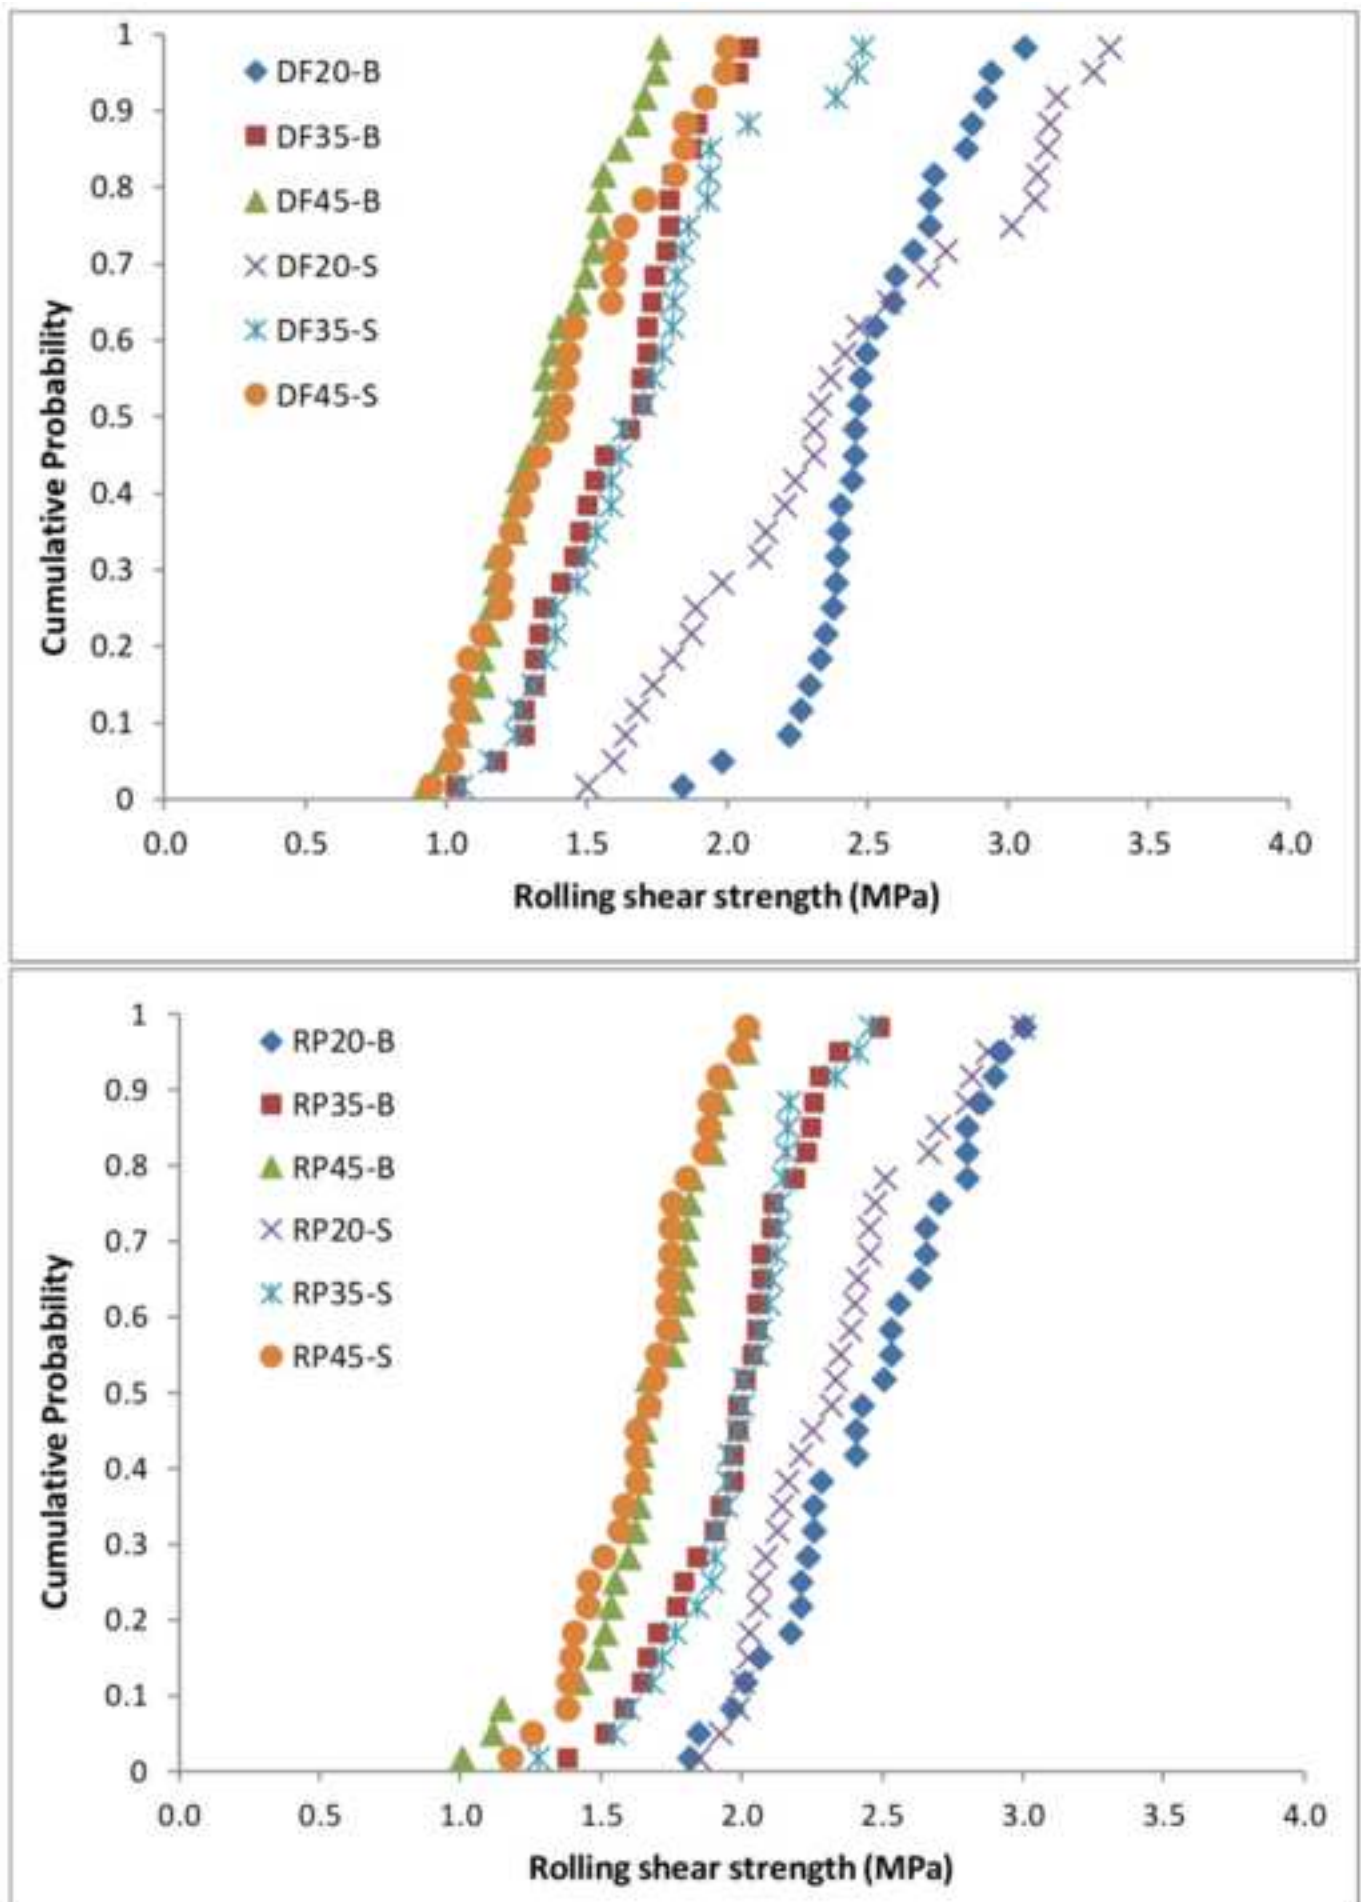 1
0.9
0.8
0.7
0.6
0.5
0.4
0.3
0.2
0.1
0
Cumulative Probability
DF20-B
DF35-B
DF45-B
DF20-S
DF35-S
DF45-S
0.0 0.5 1.0 1.5 2.0 2.5 3.0 3.5 4.0
Rolling shear strength (MPa)
1
0.9
0.8
0.7
0.6
0.5
0.4
0.3
0.2
0.1
0
Cumulative Probability
RP20-B
RP35-B
RP45-B
RP20-S
RP35-S
RP45-S
0.0 0.5 1.0 1.5 2.0 2.5 3.0 3.5 4.0
Rolling shear strength (MPa)